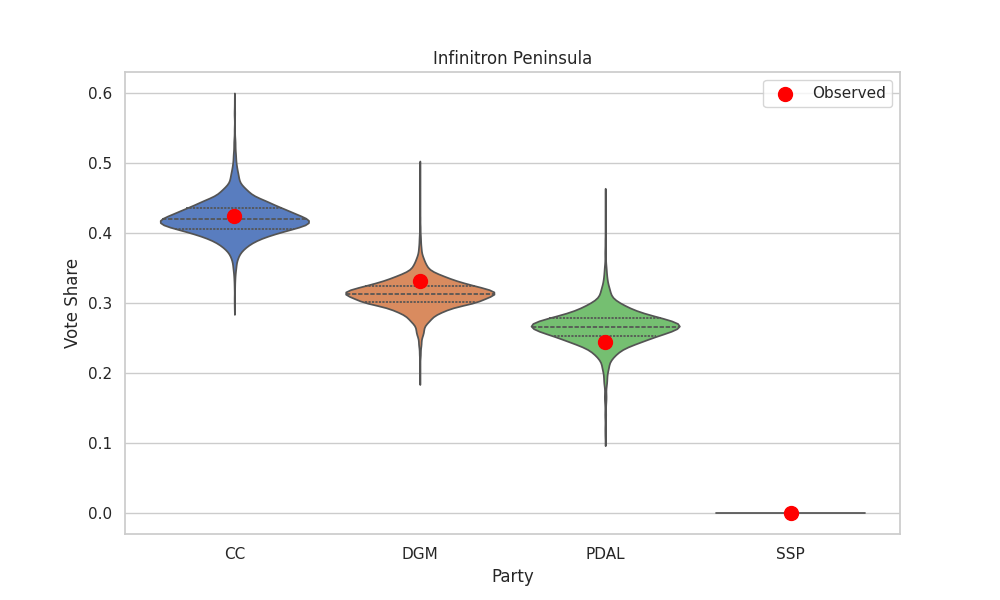 Infinitron Peninsula
Observed
0.6
0.5
0.4
0.3
0.2
0.1
0.0
Vote Share
CC DGM PDAL SSP
Party